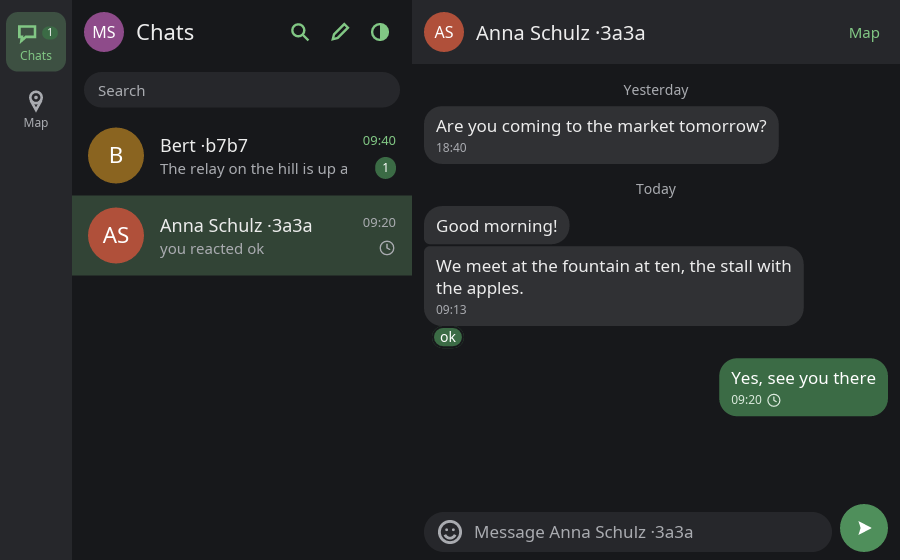 1
Chats
Map
MS
Chats
Search
B
Bert ·b7b7
09:40
The relay on the hill is up a
1
AS
Anna Schulz ·3a3a
09:20
you reacted ok
AS
Anna Schulz ·3a3a
Map
Yesterday
Are you coming to the market tomorrow?
18:40
Today
Good morning!
We meet at the fountain at ten, the stall with
the apples.
09:13
ok
Yes, see you there
09:20
Message Anna Schulz ·3a3a